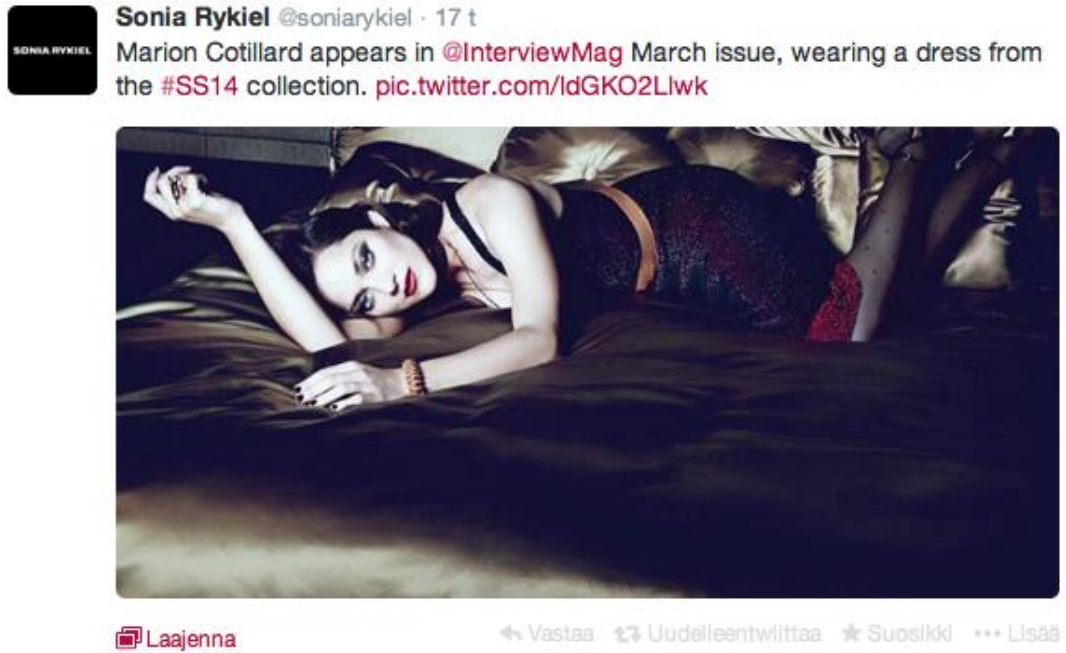 SONIA RYKIEL
Sonia Rykiel @soniarykiel · 17 t
Marion Cotillard appears in @InterviewMag March issue, wearing a dress from
the #SS14 collection. pic.twitter.com/ldGKO2Llwk
Laajenna
Vastaa Uudelleentwiittaa Suosikki Lisää